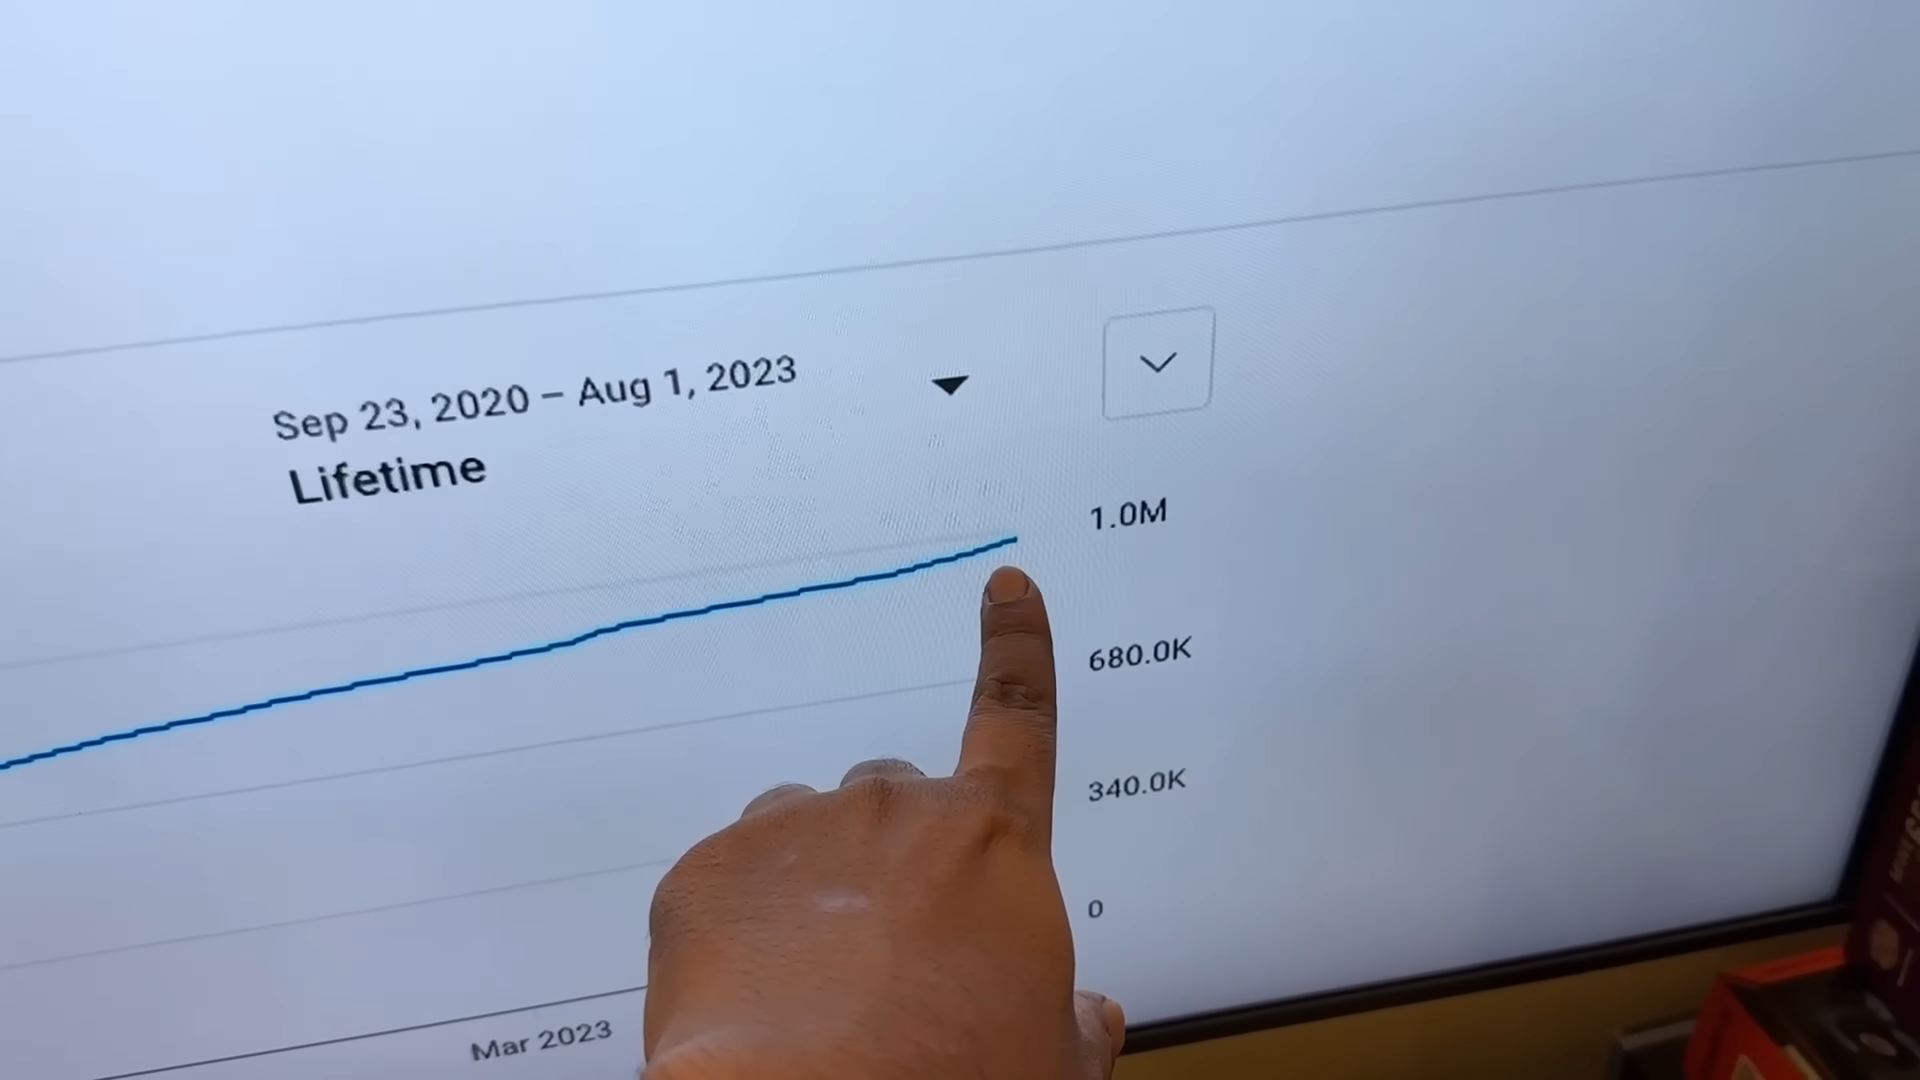 Sep 23, 2020 – Aug 1, 2023
Lifetime
1.0M
680.0K
340.0K
0
Mar 2023